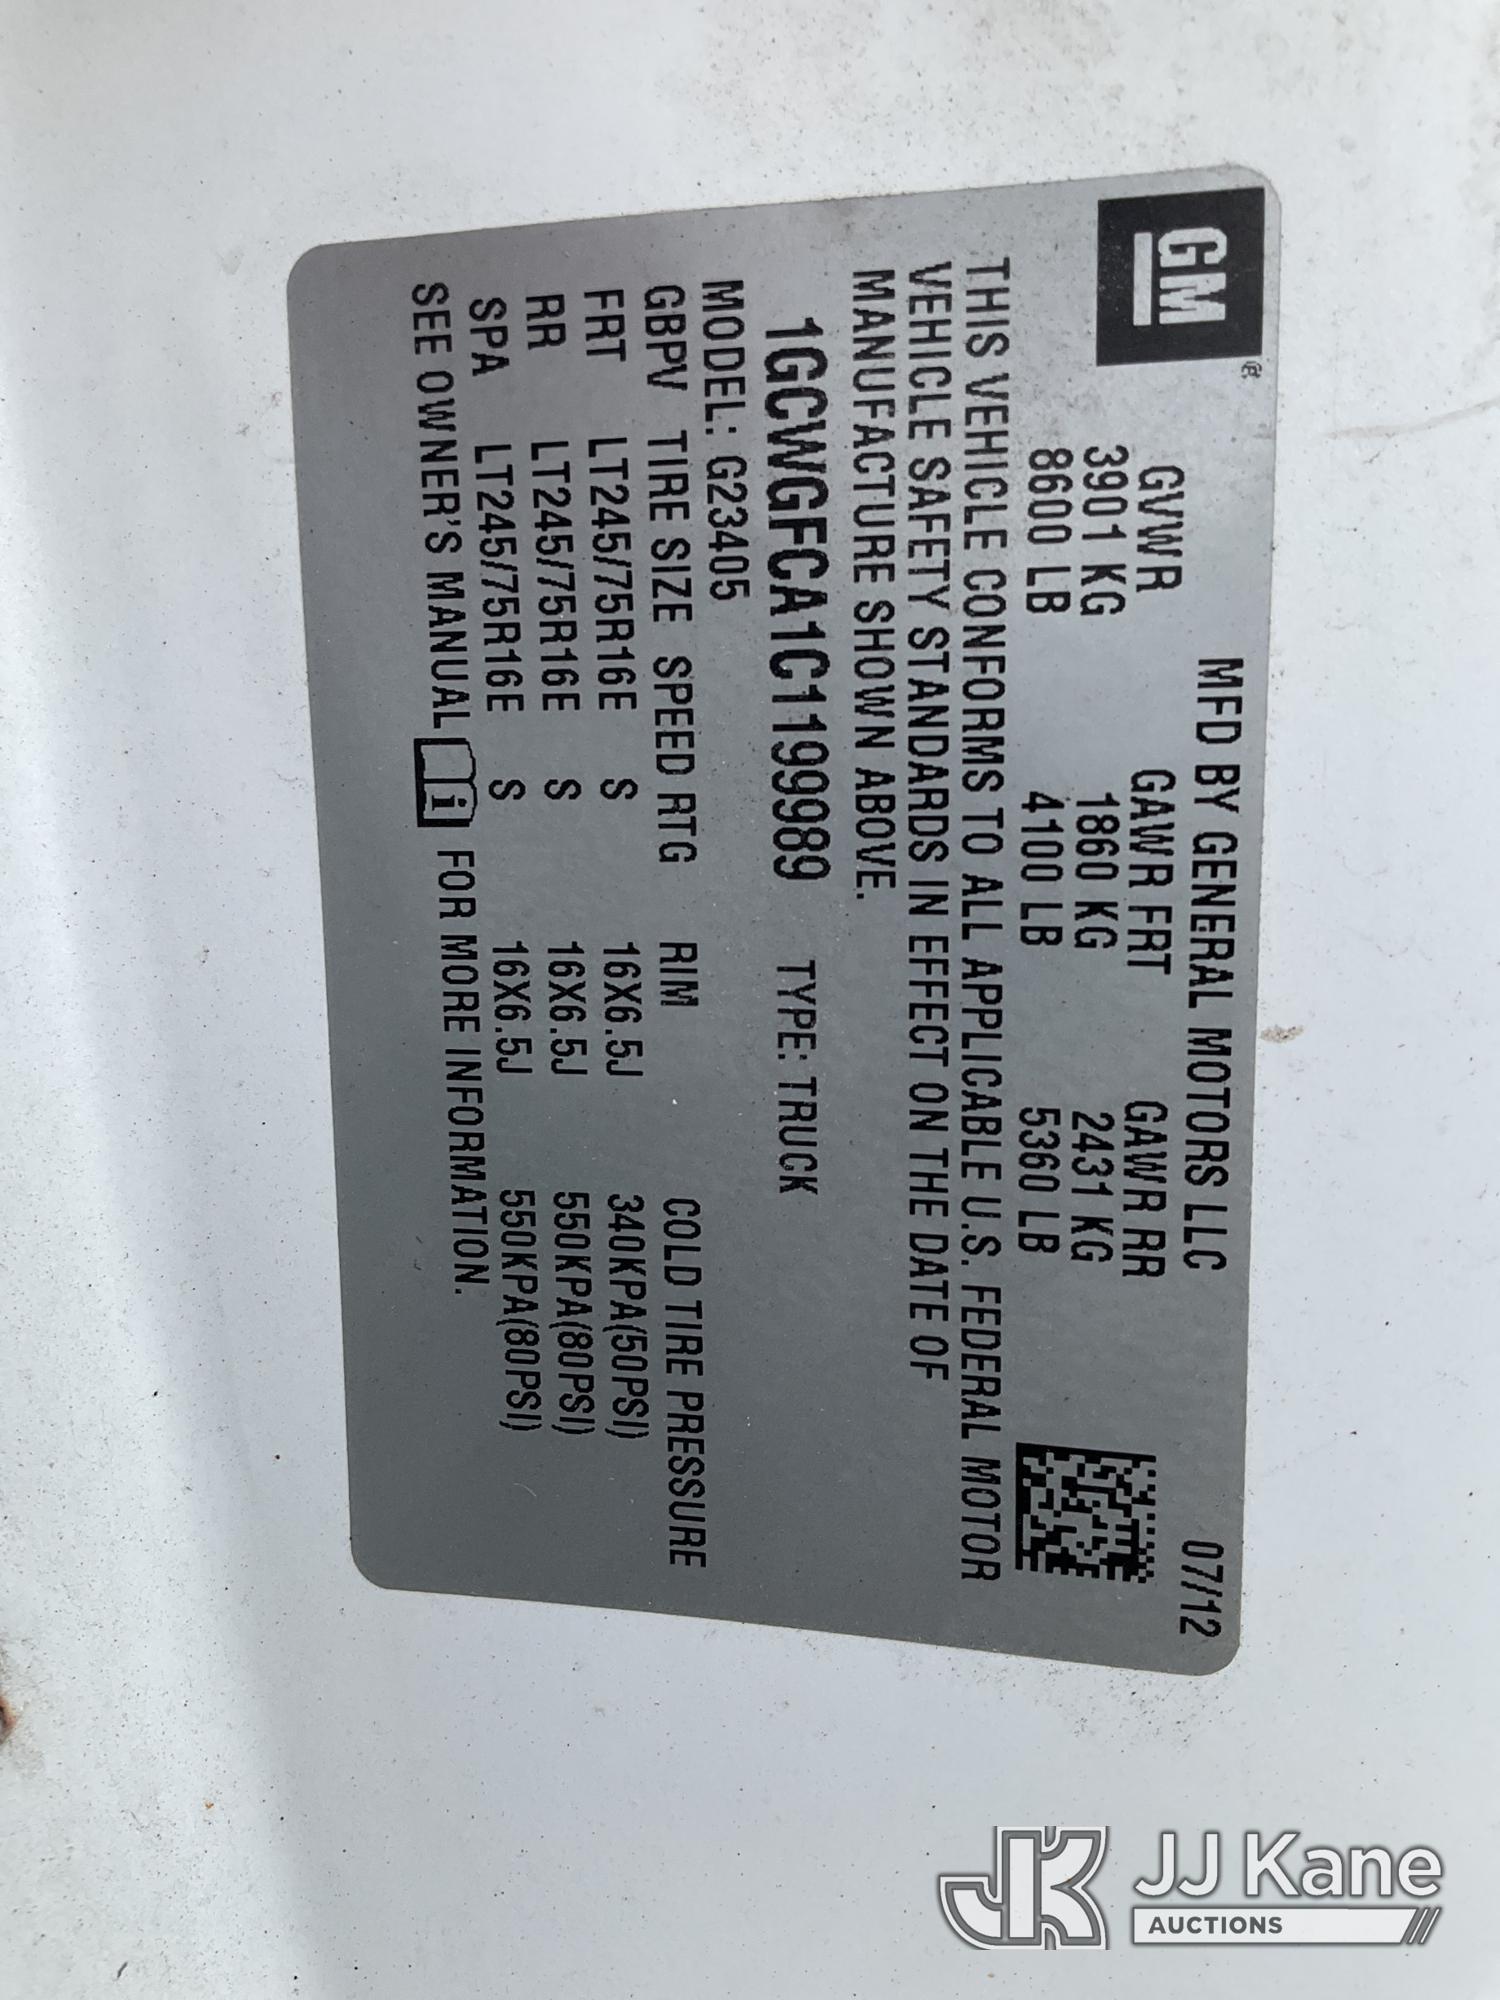 GM ®
MFD BY GENERAL MOTORS LLC 07/12
GVWR GAWR FRT GAWR RR
3901 KG 1860 KG 2431 KG
8600 LB 4100 LB 5360 LB
THIS VEHICLE CONFORMS TO ALL APPLICABLE U.S. FEDERAL MOTOR
VEHICLE SAFETY STANDARDS IN EFFECT ON THE DATE OF
MANUFACTURE SHOWN ABOVE.
1GCWGFCA1C1199989 TYPE: TRUCK
MODEL: G23405
GBPV TIRE SIZE SPEED RTG RIM COLD TIRE PRESSURE
FRT LT245/75R16E S 16X6.5J 340KPA(50PSI)
RR LT245/75R16E S 16X6.5J 550KPA(80PSI)
SPA LT245/75R16E S 16X6.5J 550KPA(80PSI)
SEE OWNER'S MANUAL i FOR MORE INFORMATION.
JK JJ Kane
AUCTIONS